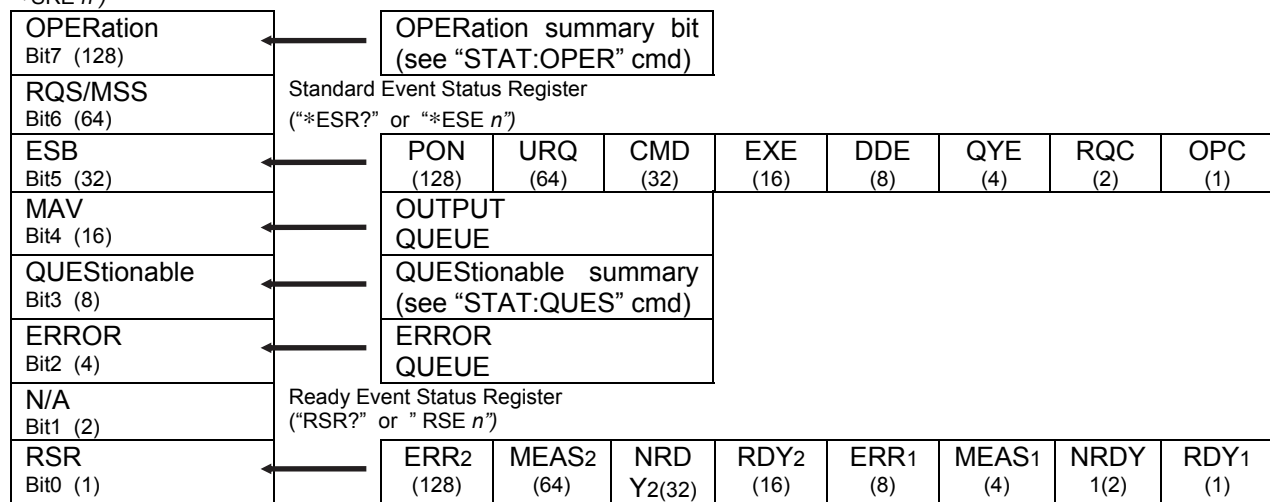 *SRE n")
OPERation
Bit7 (128)
OPERation summary bit
(see “STAT:OPER” cmd)
RQS/MSS
Bit6 (64)
Standard Event Status Register
(“*ESR?” or “*ESE n”)
ESB
Bit5 (32)
PON URQ CMD EXE DDE QYE RQC OPC
(128) (64) (32) (16) (8) (4) (2) (1)
MAV
Bit4 (16)
OUTPUT
QUEUE
QUEStionable
Bit3 (8)
QUEStionable summary
(see “STAT:QUES” cmd)
ERROR
Bit2 (4)
ERROR
QUEUE
N/A
Bit1 (2)
Ready Event Status Register
(“RSR?” or ” RSE n”)
RSR
Bit0 (1)
ERR2 MEAS2 NRD RDY2 ERR1 MEAS1 NRDY RDY1
(128) (64) Y2(32) (16) (8) (4) 1(2) (1)